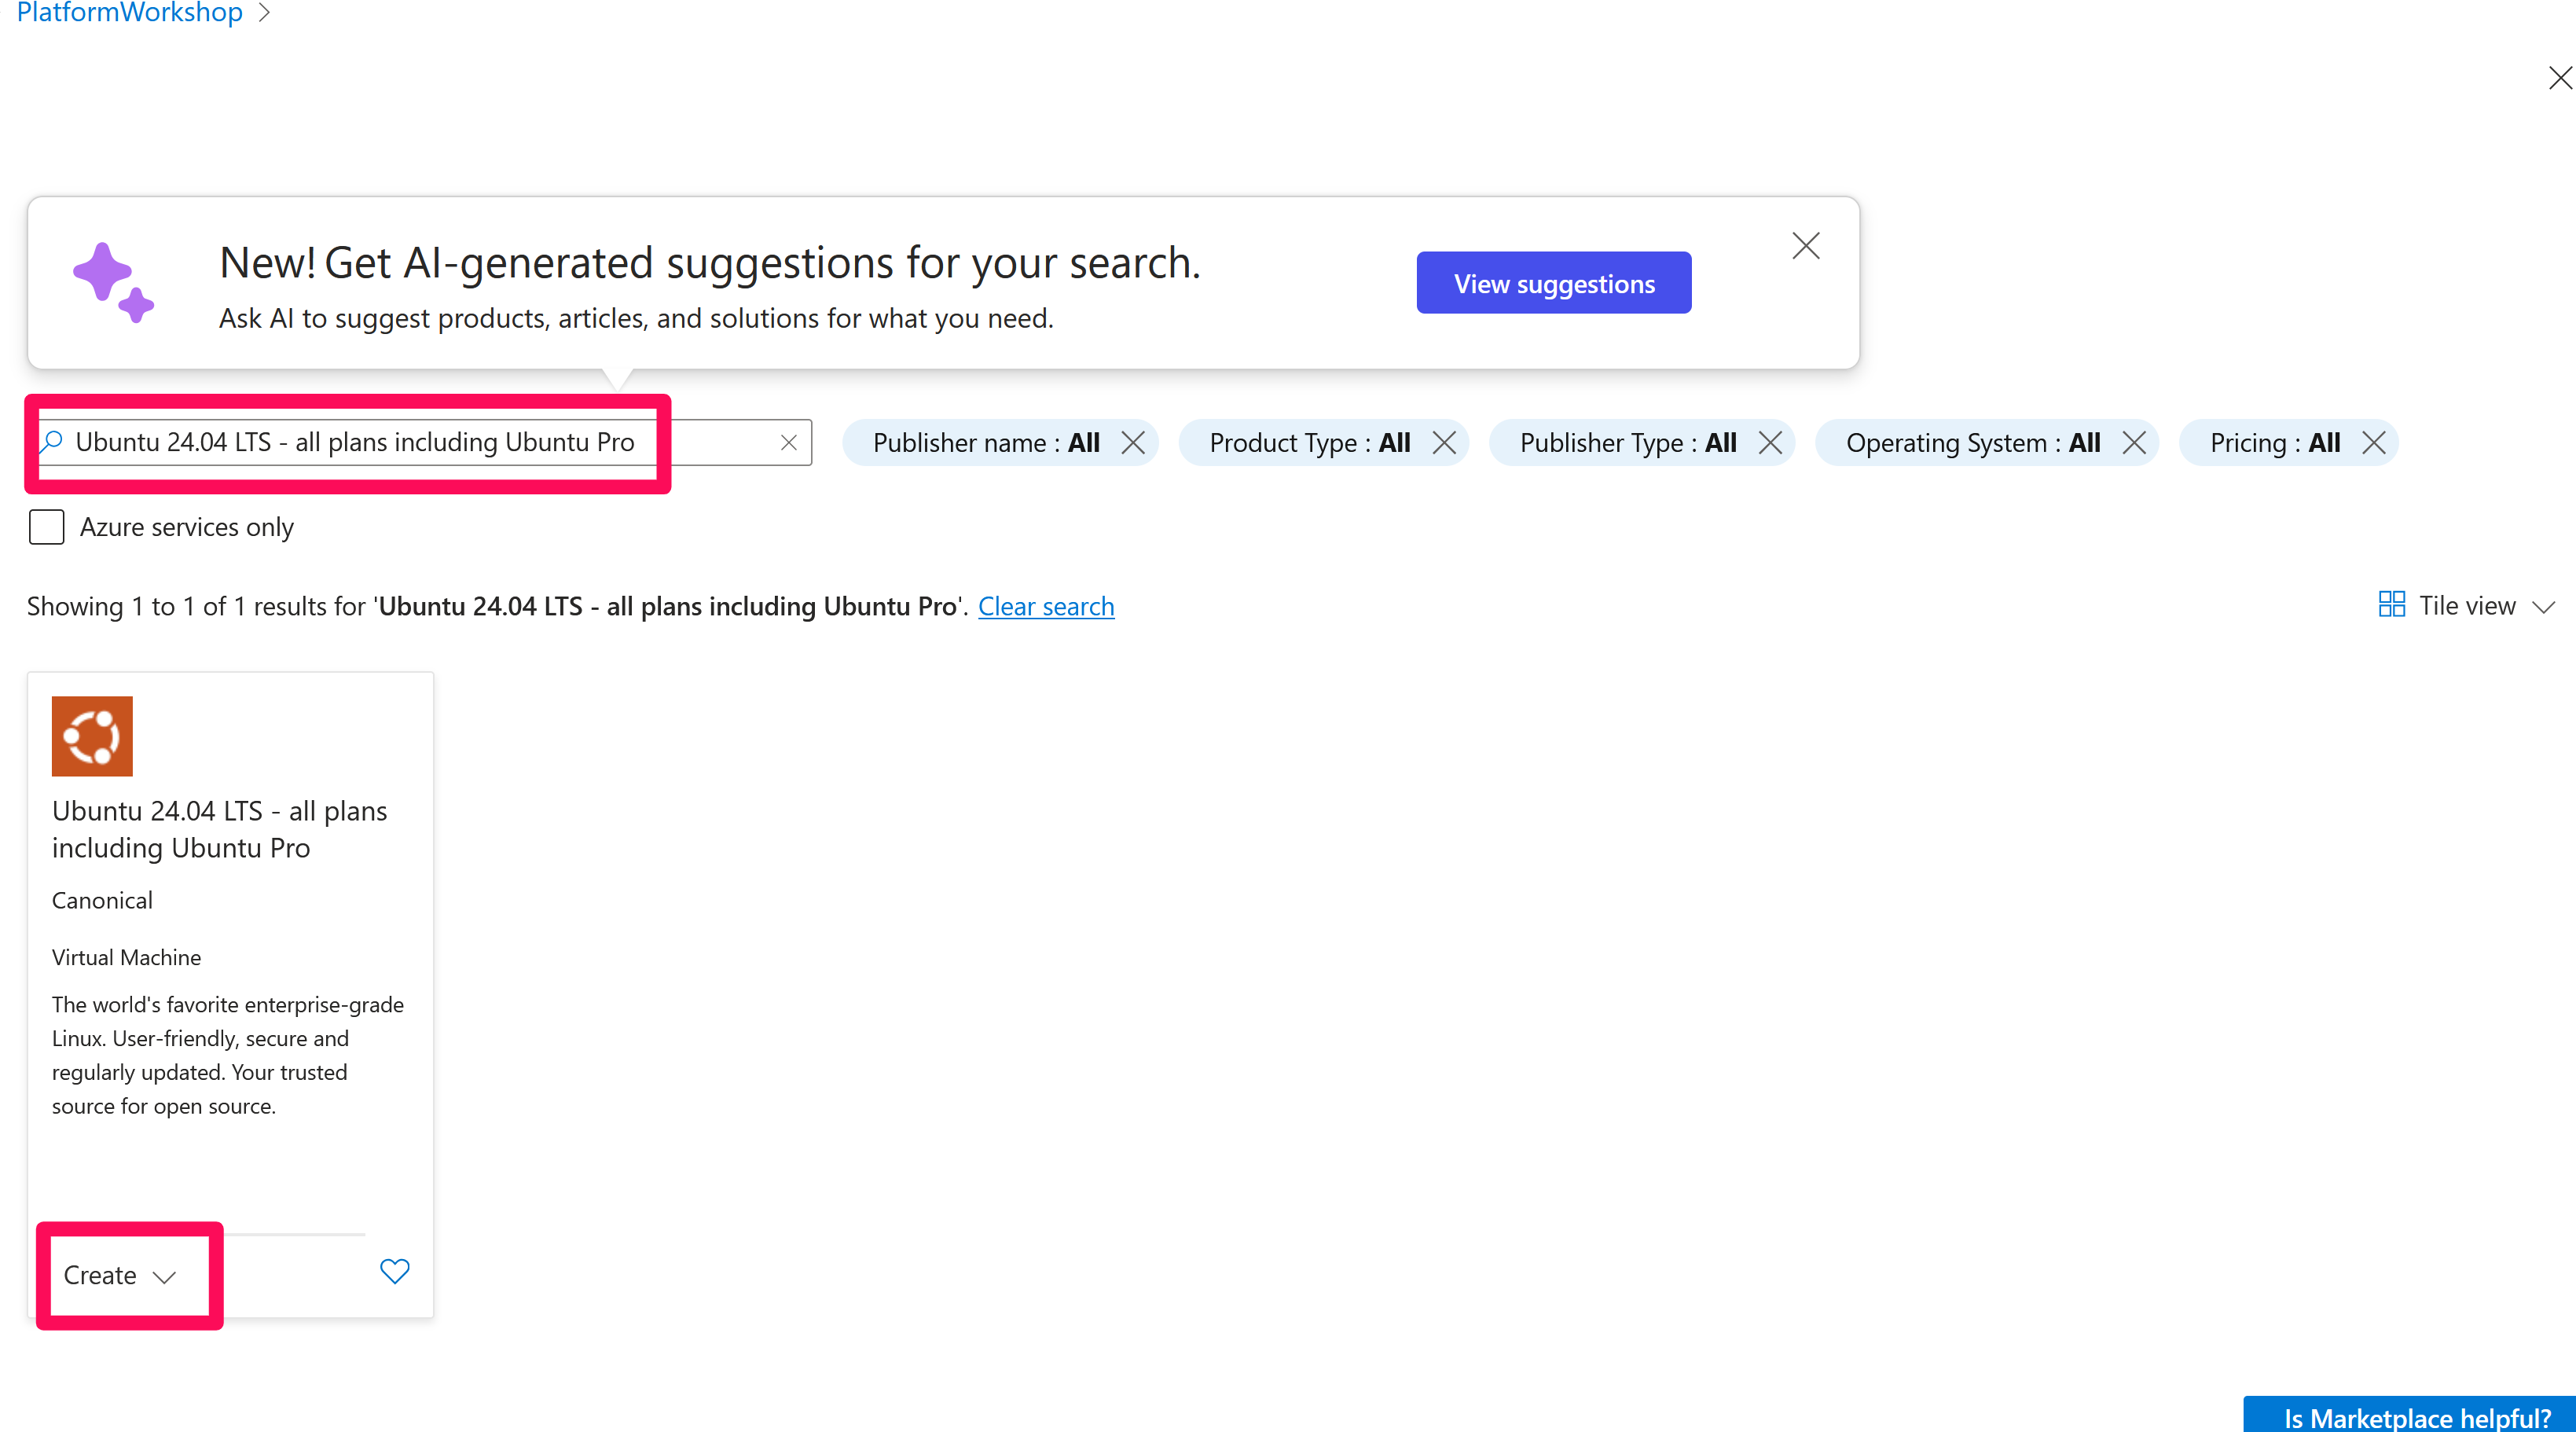 PlatformWorkshop
New! Get AI-generated suggestions for your search.
Ask AI to suggest products, articles, and solutions for what you need.
View suggestions
Ubuntu 24.04 LTS - all plans including Ubuntu Pro
Publisher name : All
Product Type : All
Publisher Type : All
Operating System : All
Pricing : All
Azure services only
Showing 1 to 1 of 1 results for 'Ubuntu 24.04 LTS - all plans including Ubuntu Pro'. Clear search
Tile view
Ubuntu 24.04 LTS - all plans
including Ubuntu Pro
Canonical
Virtual Machine
The world's favorite enterprise-grade
Linux. User-friendly, secure and
regularly updated. Your trusted
source for open source.
Create
Is Marketplace helpful?